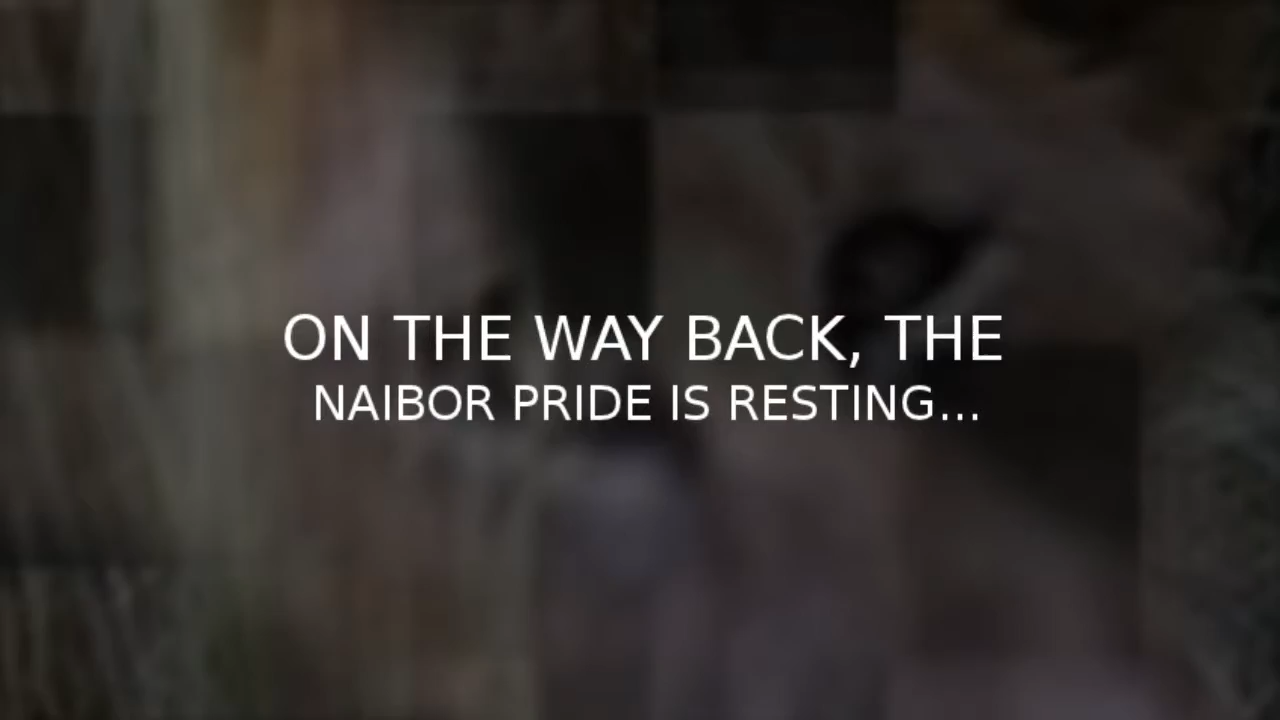 ON THE WAY BACK, THE
NAIBOR PRIDE IS RESTING...